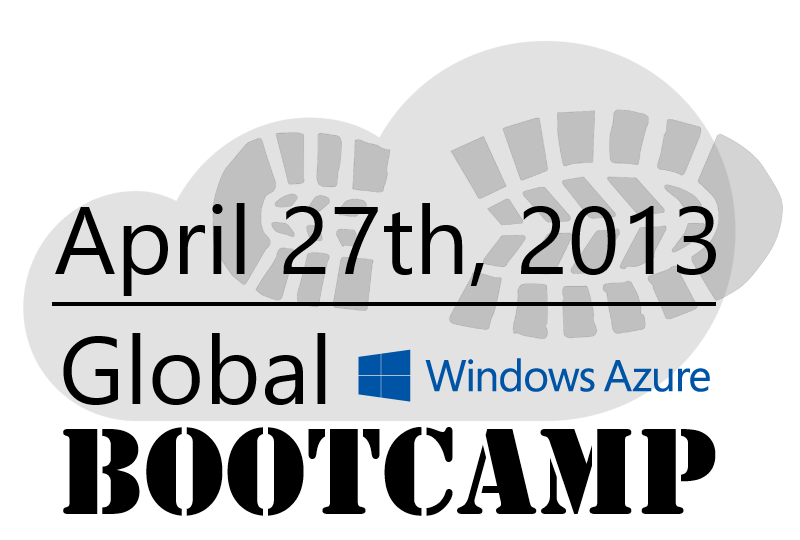 April 27th, 2013
Global Windows Azure
BOOTCAMP